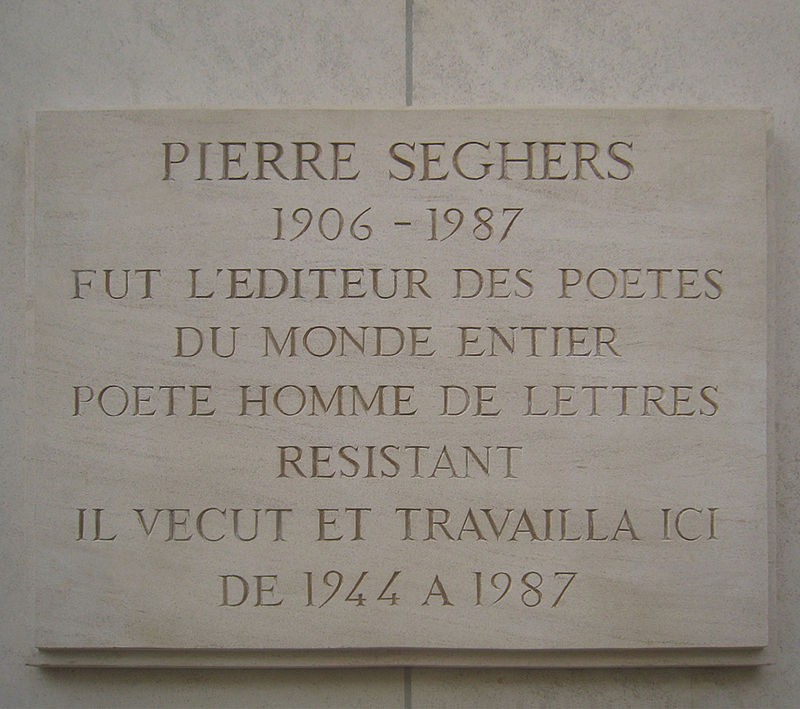 PIERRE SEGHERS
1906 - 1987
FUT L'EDITEUR DES POETES
DU MONDE ENTIER
POETE HOMME DE LETTRES
RESISTANT
IL VECUT ET TRAVAILLA ICI
DE 1944 A 1987